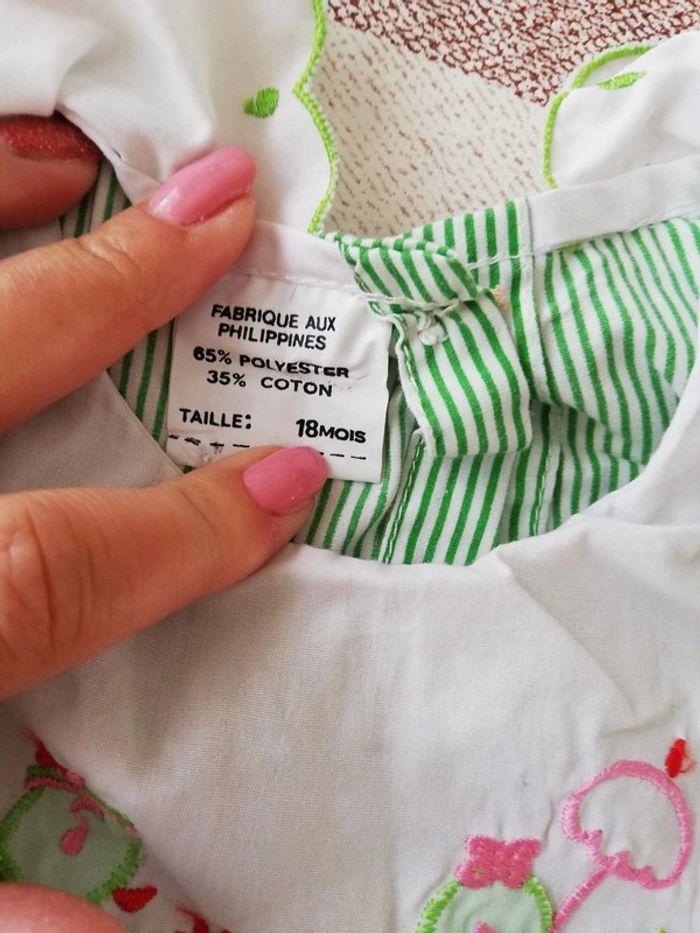 FABRIQUE AUX
PHILIPPINES
65% POLYESTER
35% COTON
TAILLE: 18MOIS